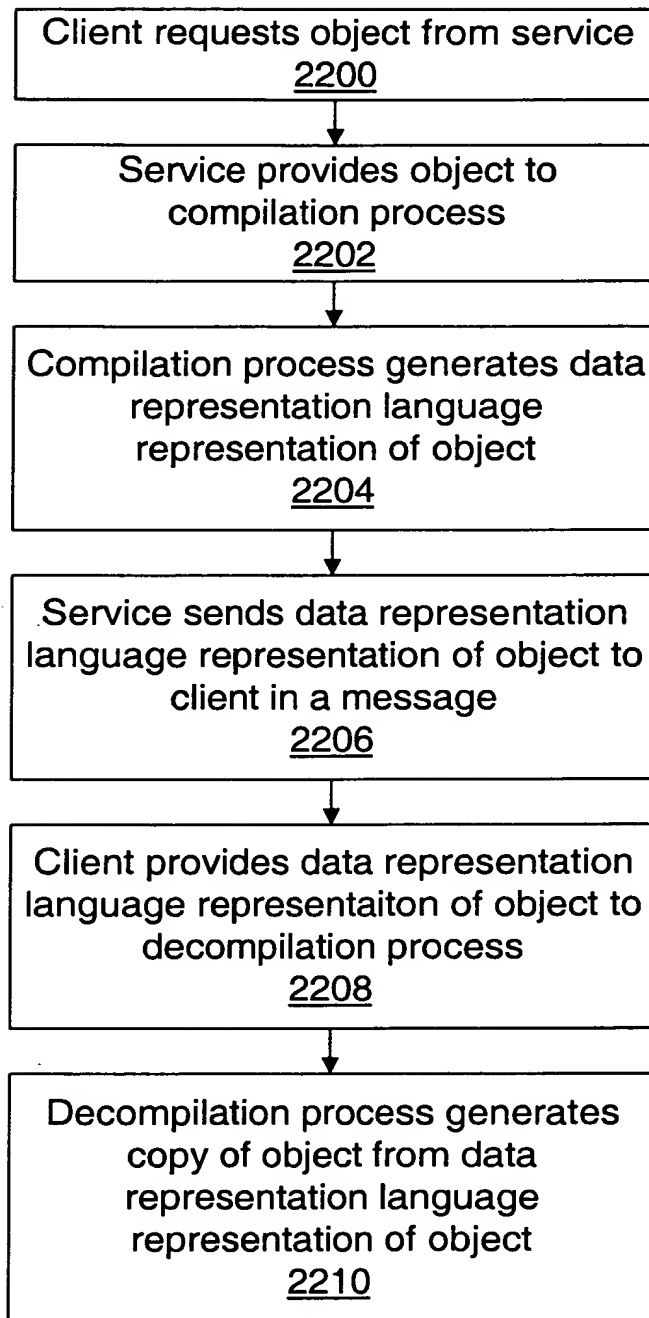 Client requests object from service
2200
Service provides object to
compilation process
2202
Compilation process generates data
representation language
representation of object
2204
Service sends data representation
language representation of object to
client in a message
2206
Client provides data representation
language representaiton of object to
decompilation process
2208
Decompilation process generates
copy of object from data
representation language
representation of object
2210